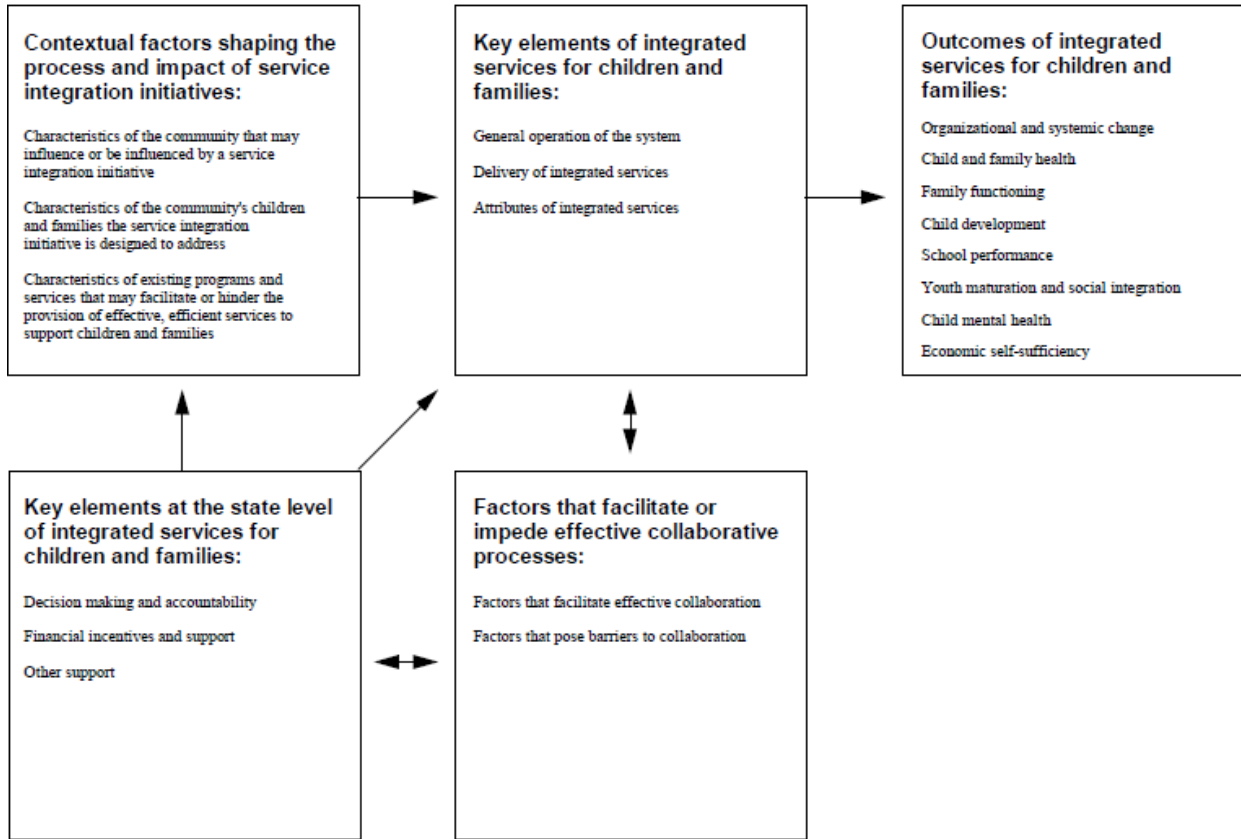 Contextual factors shaping the
process and impact of service
integration initiatives:
Characteristics of the community that may
influence or be influenced by a service
integration initiative
Characteristics of the community's children
and families the service integration
initiative is designed to address
Characteristics of existing programs and
services that may facilitate or hinder the
provision of effective, efficient services to
support children and families
Key elements of integrated
services for children and
families:
General operation of the system
Delivery of integrated services
Attributes of integrated services
Outcomes of integrated
services for children and
families:
Organizational and systemic change
Child and family health
Family functioning
Child development
School performance
Youth maturation and social integration
Child mental health
Economic self-sufficiency
Key elements at the state level
of integrated services for
children and families:
Decision making and accountability
Financial incentives and support
Other support
Factors that facilitate or
impede effective collaborative
processes:
Factors that facilitate effective collaboration
Factors that pose barriers to collaboration